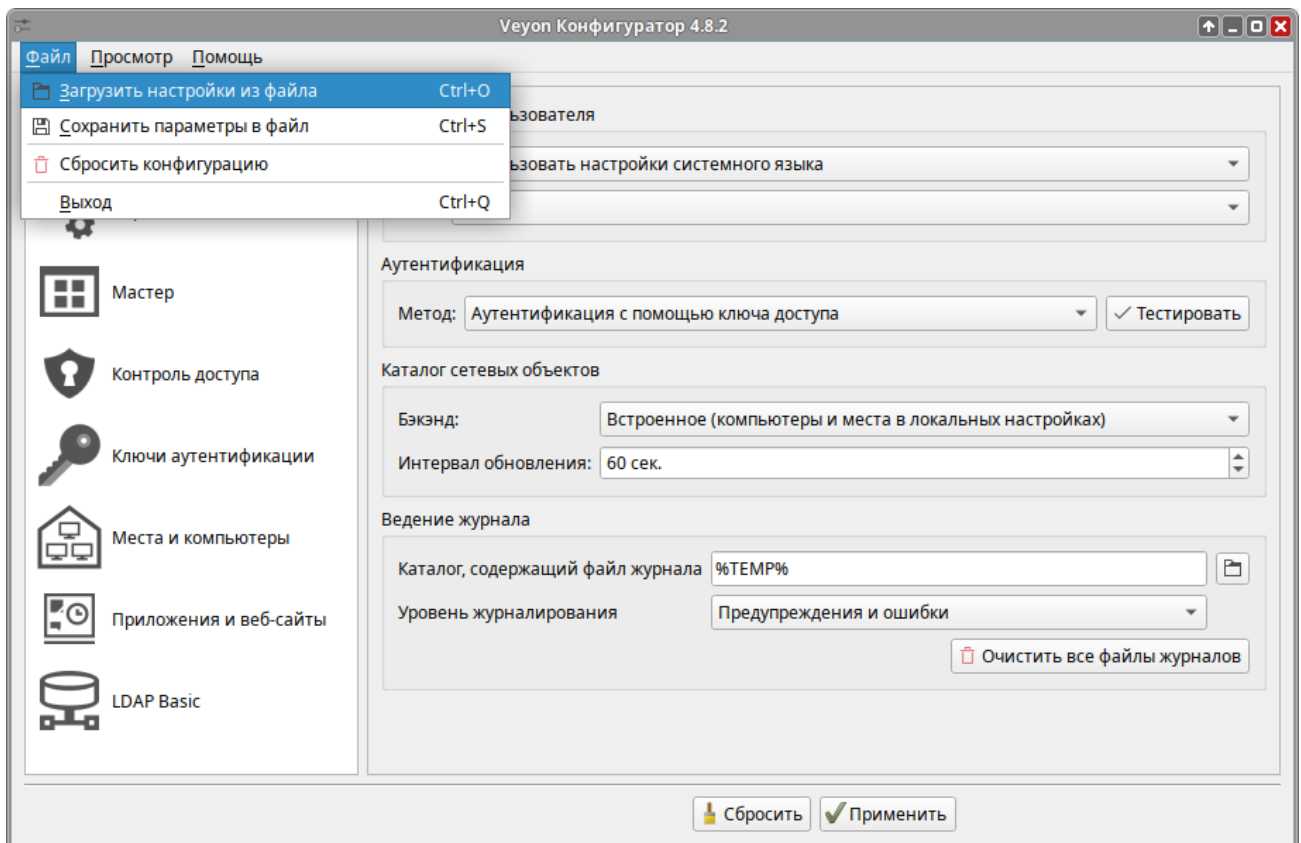 Veyon Конфигуратор 4.8.2
Файл Просмотр Помощь
Загрузить настройки из файла Ctrl+O
Сохранить параметры в файл Ctrl+S
Сбросить конфигурацию
Выход Ctrl+Q
Мастер
Контроль доступа
Ключи аутентификации
Места и компьютеры
Приложения и веб-сайты
LDAP Basic
настройки системного языка
Аутентификация
Метод: Аутентификация с помощью ключа доступа Тестировать
Каталог сетевых объектов
Бэкэнд: Встроенное (компьютеры и места в локальных настройках)
Интервал обновления: 60 сек.
Ведение журнала
Каталог, содержащий файл журнала %TEMP%
Уровень журналирования Предупреждения и ошибки
Очистить все файлы журналов
Сбросить Применить